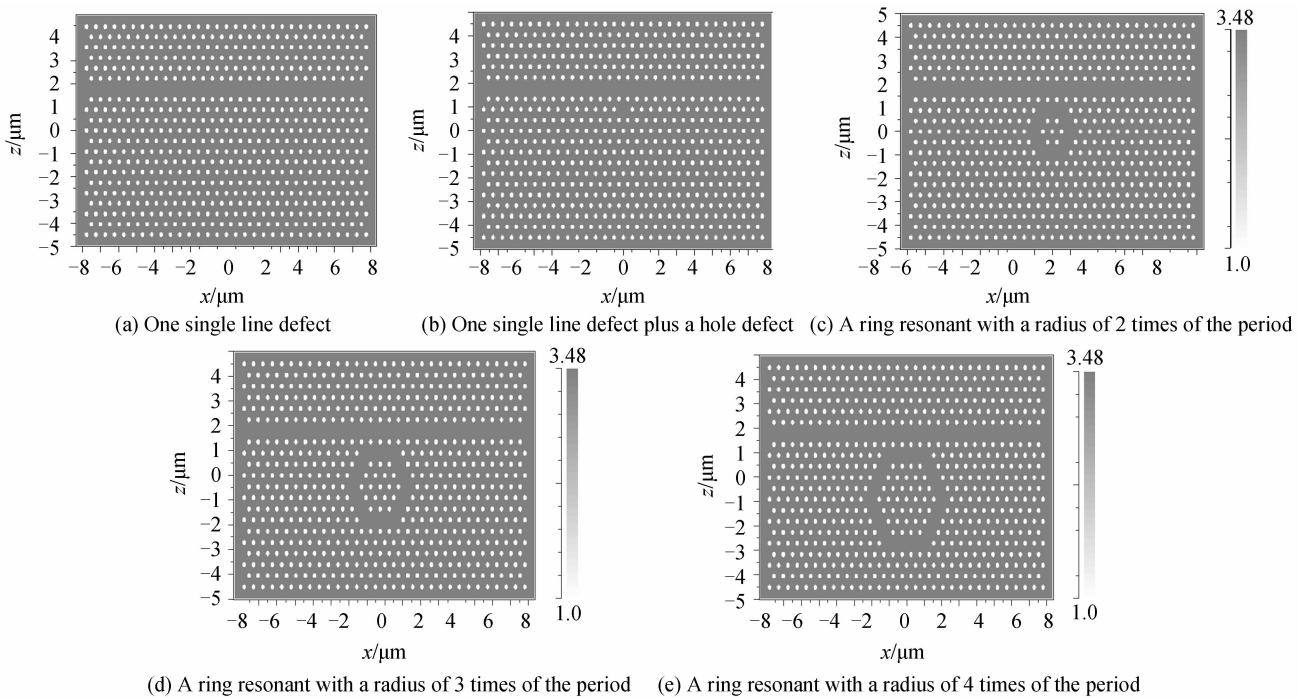 4
3
2
1
0
−1
−2
−3
−4
−5
z/μm
−8 −6 −4 −2 0 2 4 6 8
x/μm
(a) One single line defect
4
3
2
1
0
−1
−2
−3
−4
−5
z/μm
−8 −6 −4 −2 0 2 4 6 8
x/μm
(b) One single line defect plus a hole defect
5
4
3
2
1
0
−1
−2
−3
−4
−5
z/μm
−8 −6 −4 −2 0 2 4 6 8
x/μm
3.48
1.0
(c) A ring resonant with a radius of 2 times of the period
4
3
2
1
0
−1
−2
−3
−4
−5
z/μm
−8 −6 −4 −2 0 2 4 6 8
x/μm
3.48
1.0
(d) A ring resonant with a radius of 3 times of the period
4
3
2
1
0
−1
−2
−3
−4
−5
z/μm
−8 −6 −4 −2 0 2 4 6 8
x/μm
3.48
1.0
(e) A ring resonant with a radius of 4 times of the period